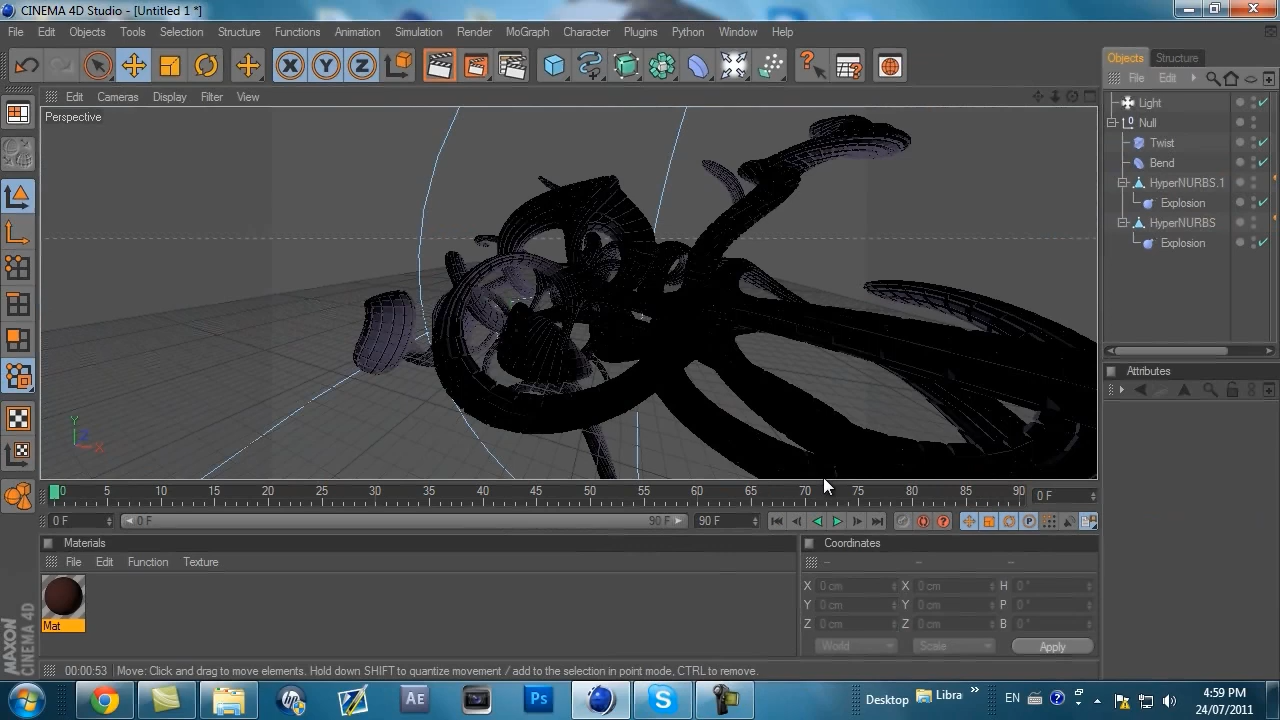 CINEMA 4D Studio - [Untitled 1 *]
File Edit Objects Tools Selection Structure Functions Animation Simulation Render MoGraph Character Plugins Python Window Help
Objects Structure
File Edit
Edit Cameras Display Filter View
Perspective
Light
Null
Twist
Bend
HyperNURBS.1
Explosion
HyperNURBS
Explosion
Attributes
Y
Z
X
0 5 10 15 20 25 30 35 40 45 50 55 60 65 70 75 80 85 90 0 F
0 F 0 F 90 F 90 F
Materials
File Edit Function Texture
Mat
Coordinates
X 0 cm X 0 cm H 0 °
Y 0 cm Y 0 cm P 0 °
Z 0 cm Z 0 cm B 0 °
World Scale Apply
MAXON
CINEMA 4D
00:00:53 Move: Click and drag to move elements. Hold down SHIFT to quantize movement / add to the selection in point mode, CTRL to remove.
hp AE Ps S
Desktop Libra » EN
4:59 PM
24/07/2011